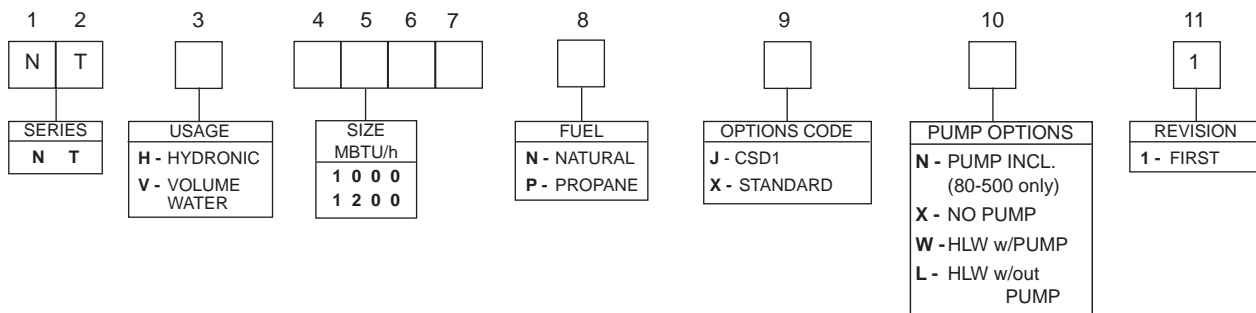 1 2 3 4 5 6 7 8 9 10 11
N T 1
SERIES
N T
USAGE
H - HYDRONIC
V - VOLUME
WATER
SIZE
MBTU/h
1 0 0 0
1 2 0 0
FUEL
N - NATURAL
P - PROPANE
OPTIONS CODE
J - CSD1
X - STANDARD
PUMP OPTIONS
N - PUMP INCL.
(80-500 only)
X - NO PUMP
W - HLW w/PUMP
L - HLW w/out
PUMP
REVISION
1 - FIRST